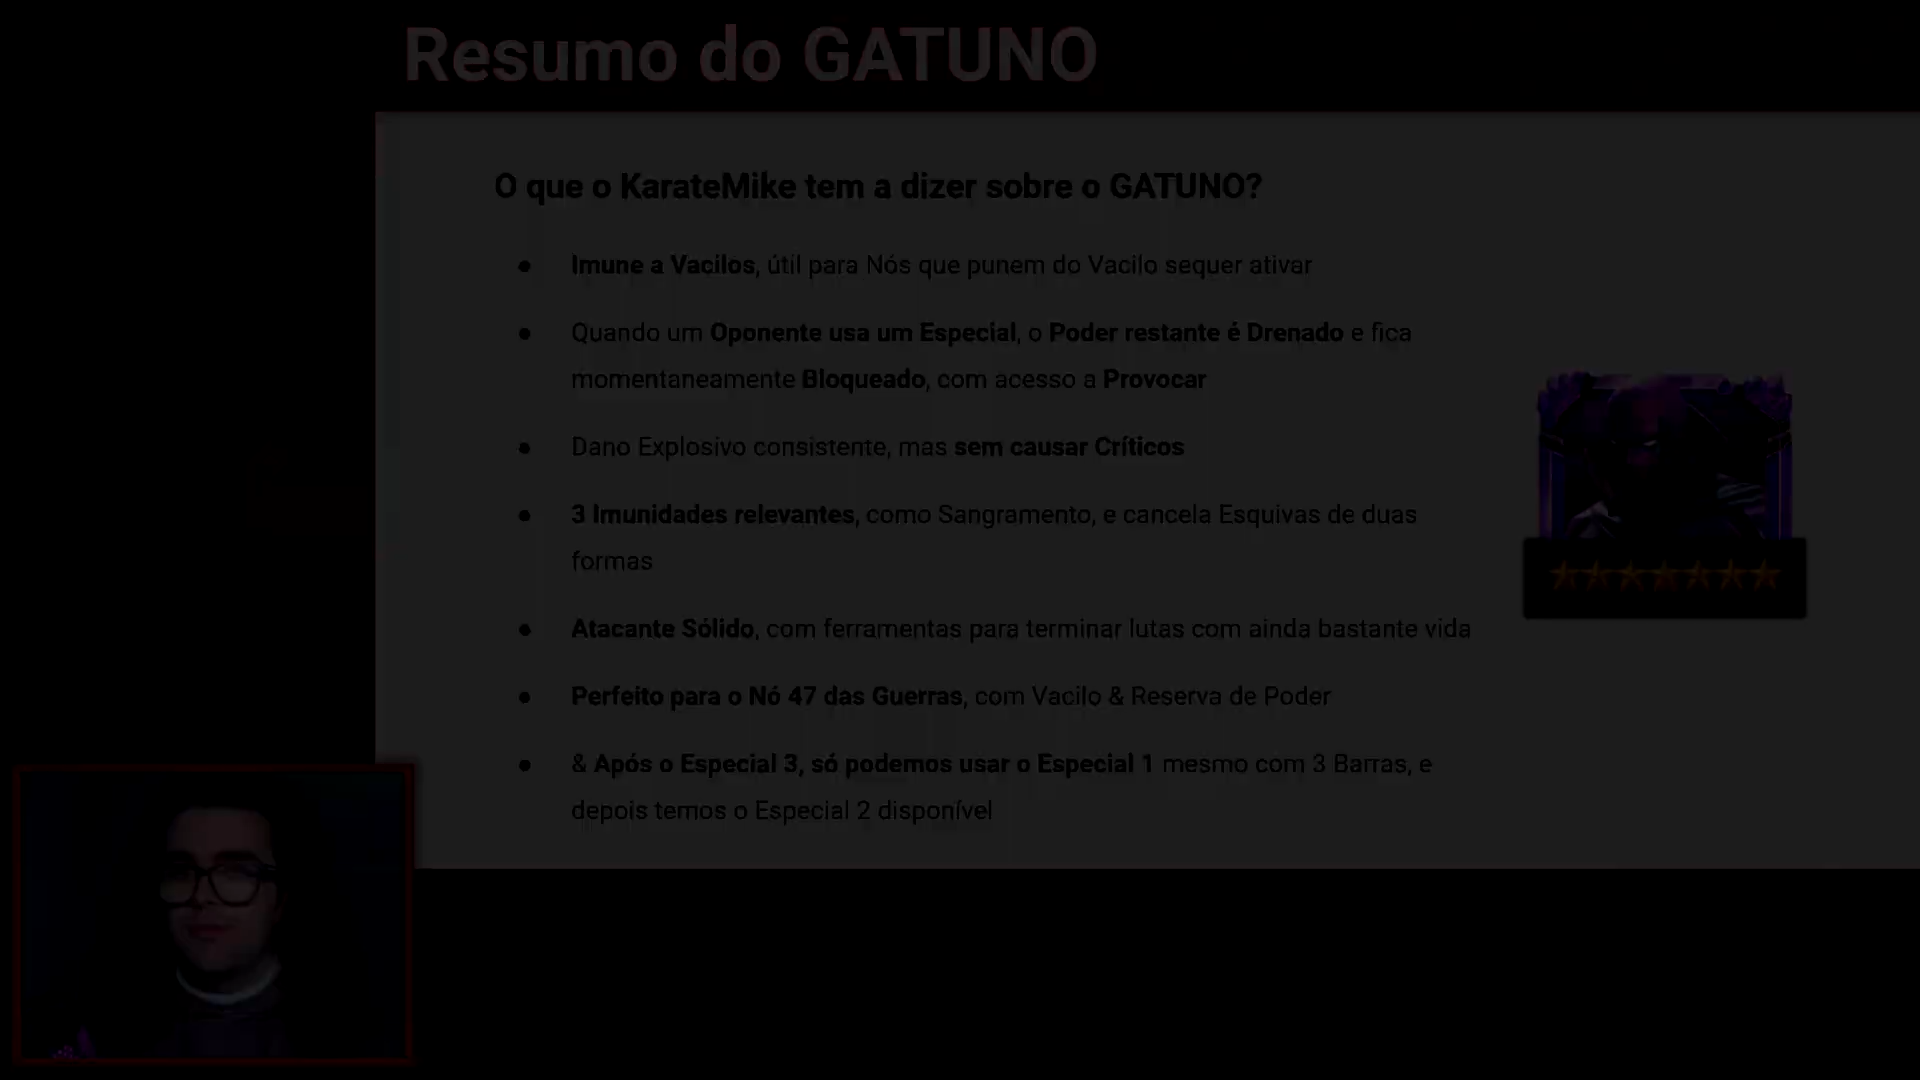 Resumo do GATUNO
O que o KarateMike tem a dizer sobre o GATUNO?
● Imune a Vacilos, útil para Nós que punem do Vacilo sequer ativar
● Quando um Oponente usa um Especial, o Poder restante é Drenado e fica
momentaneamente Bloqueado, com acesso a Provocar
● Dano Explosivo consistente, mas sem causar Críticos
● 3 Imunidades relevantes, como Sangramento, e cancela Esquivas de duas
formas
● Atacante Sólido, com ferramentas para terminar lutas com ainda bastante vida
● Perfeito para o Nó 47 das Guerras, com Vacilo & Reserva de Poder
● & Após o Especial 3, só podemos usar o Especial 1 mesmo com 3 Barras, e
depois temos o Especial 2 disponível